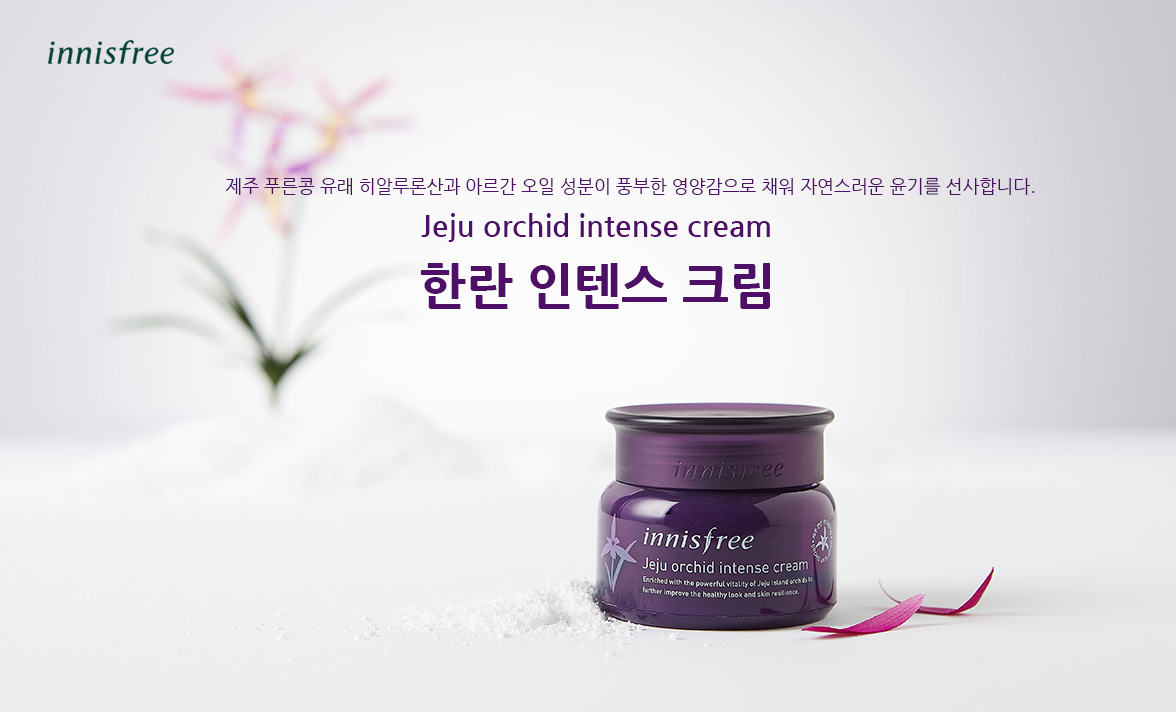 innisfree
제주 푸른콩 유래 히알루론산과 아르간 오일 성분이 풍부한 영양감으로 채워 자연스러운 윤기를 선사합니다.
Jeju orchid intense cream
한란 인텐스 크림
innisfree
innisfree
Jeju orchid intense cream
Enriched with the powerful vitality of Jeju island orchids to
further improve the healthy look and skin resilience.